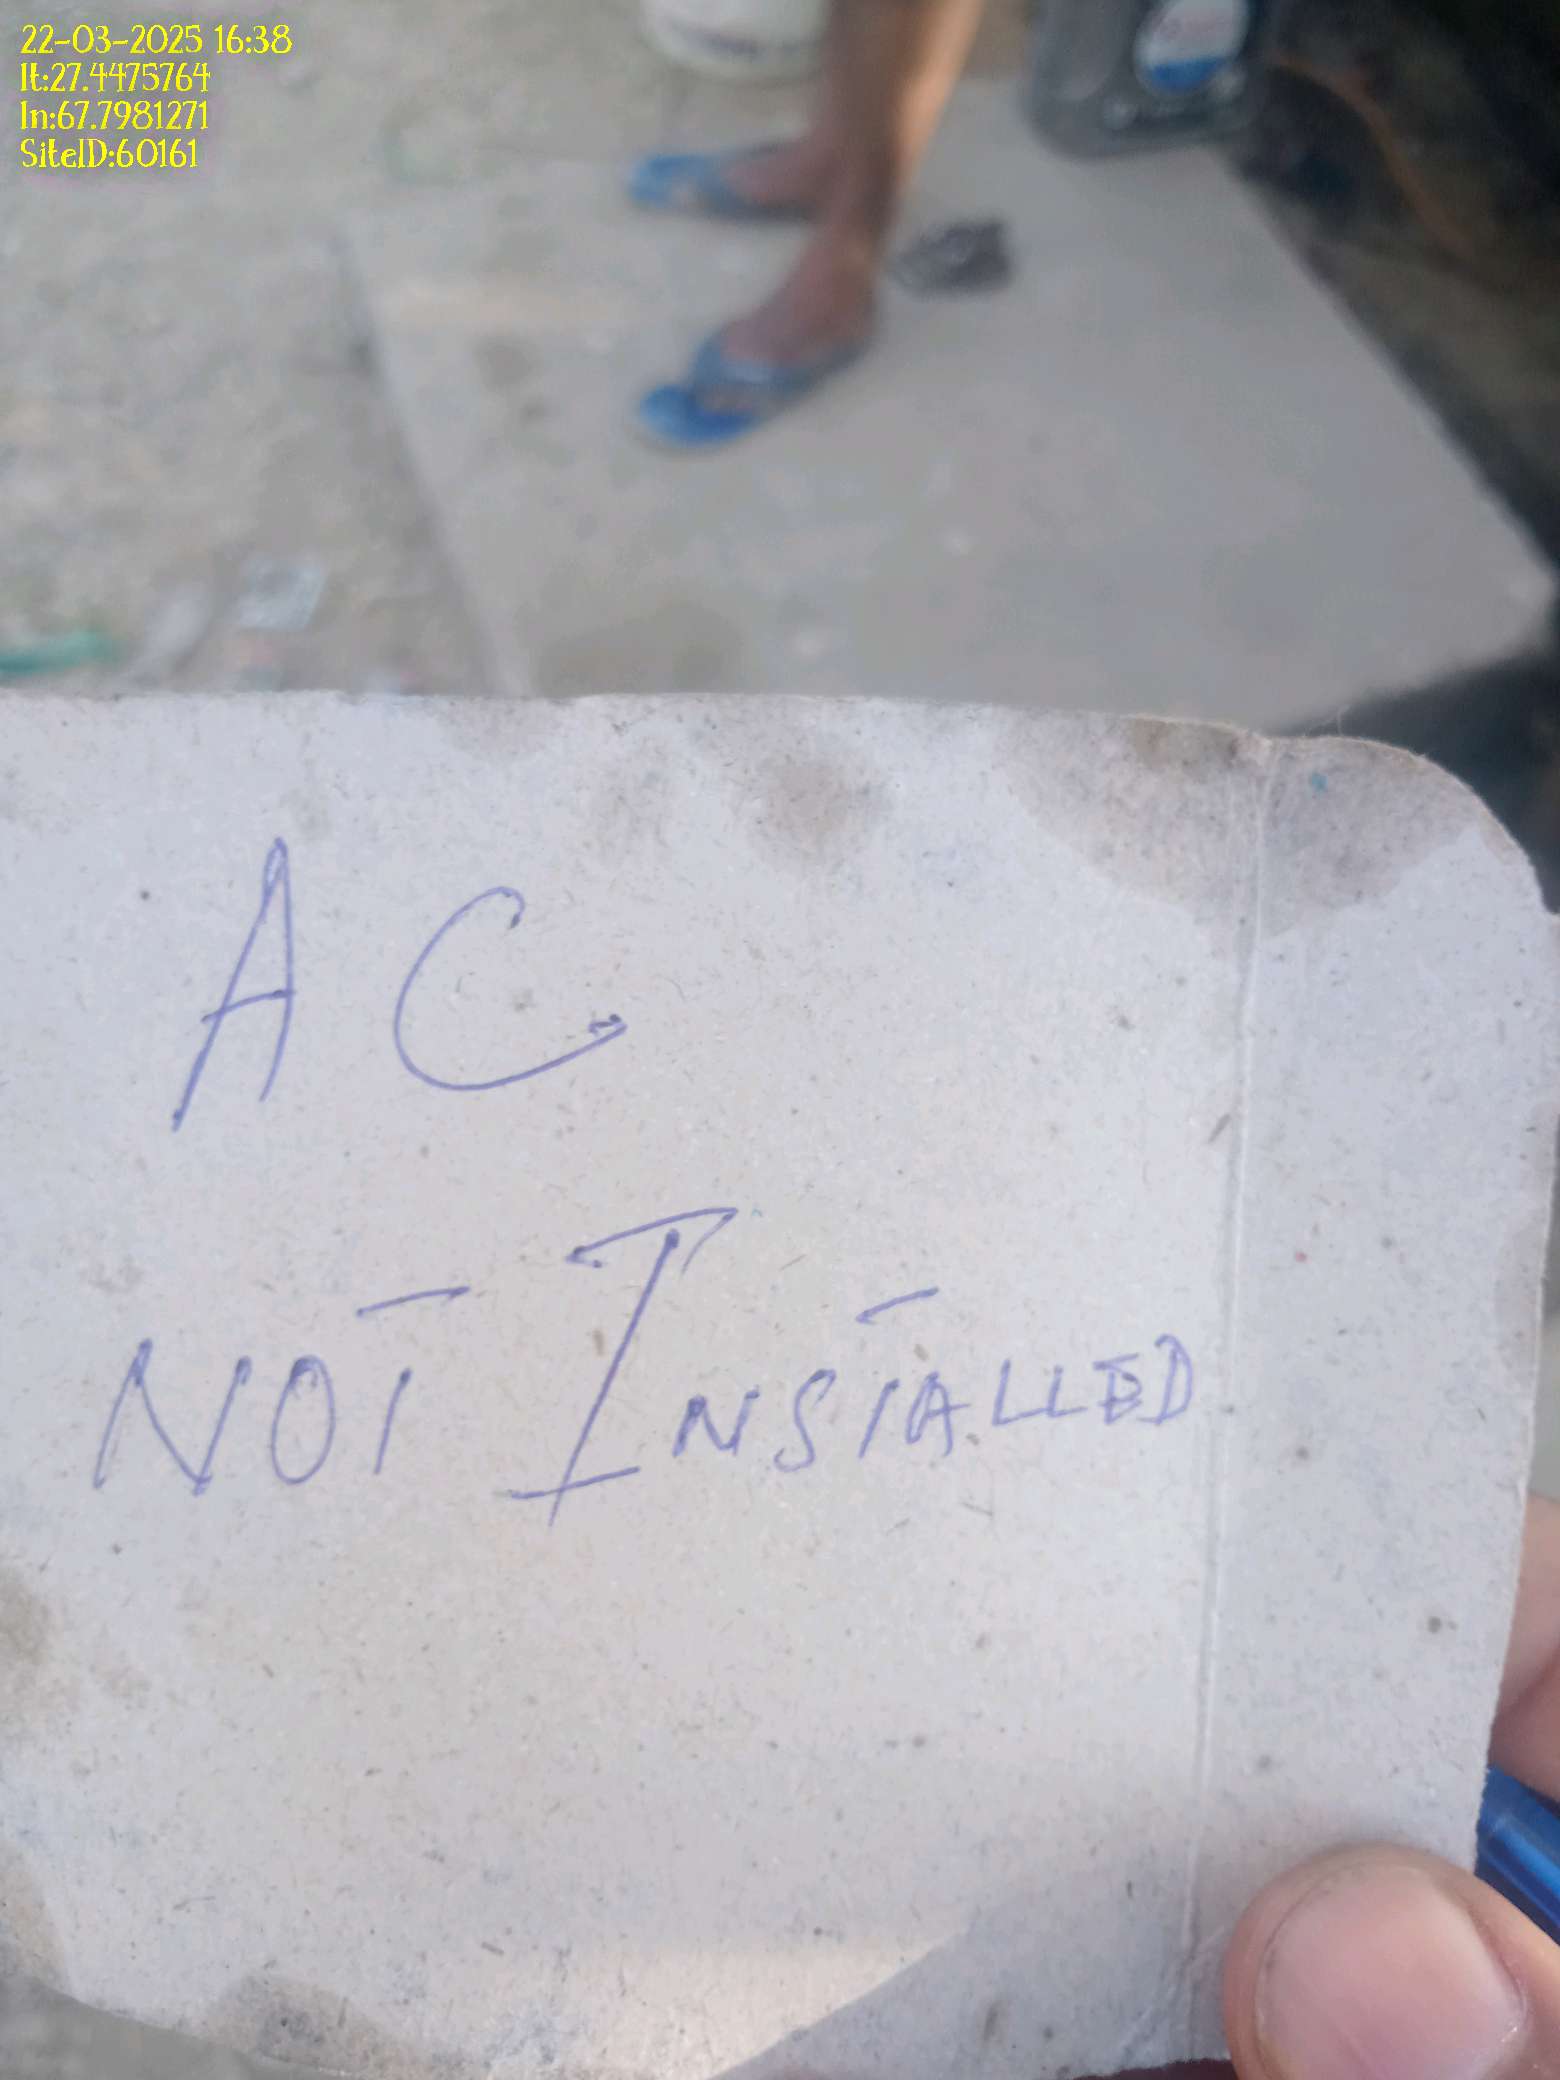 22-03-2025 16:38
lt:27.4475764
ln:67.7981271
SiteID:60161
AC
NOT INSTALLED